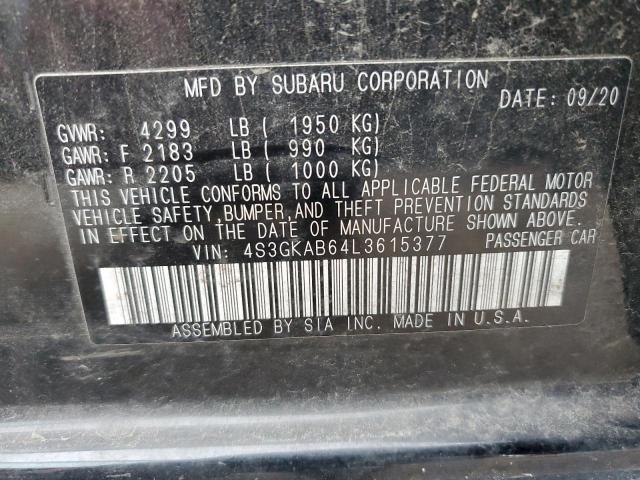 MFD BY SUBARU CORPORATION
DATE: 09/20
GVWR: 4299 LB ( 1950 KG)
GAWR: F 2183 LB ( 990 KG)
GAWR: R 2205 LB ( 1000 KG)
THIS VEHICLE CONFORMS TO ALL APPLICABLE FEDERAL MOTOR
VEHICLE SAFETY, BUMPER, AND THEFT PREVENTION STANDARDS
IN EFFECT ON THE DATE OF MANUFACTURE SHOWN ABOVE.
VIN: 4S3GKAB64L3615377 PASSENGER CAR
ASSEMBLED BY SIA INC. MADE IN U.S.A.